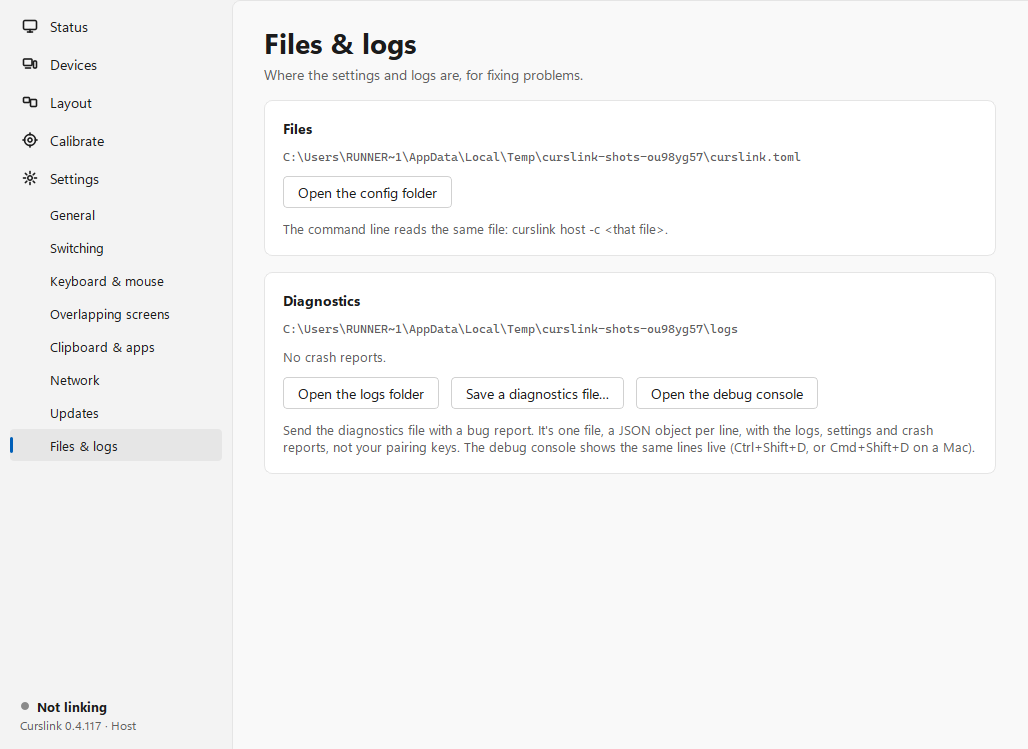 Status
Devices
Layout
Calibrate
Settings
General
Switching
Keyboard & mouse
Overlapping screens
Clipboard & apps
Network
Updates
Files & logs
Not linking
Curslink 0.4.117 · Host
Files & logs
Where the settings and logs are, for fixing problems.
Files
C:\Users\RUNNER~1\AppData\Local\Temp\curslink-shots-ou98yg57\curslink.toml
Open the config folder
The command line reads the same file: curslink host -c <that file>.
Diagnostics
C:\Users\RUNNER~1\AppData\Local\Temp\curslink-shots-ou98yg57\logs
No crash reports.
Open the logs folder
Save a diagnostics file...
Open the debug console
Send the diagnostics file with a bug report. It's one file, a JSON object per line, with the logs, settings and crash
reports, not your pairing keys. The debug console shows the same lines live (Ctrl+Shift+D, or Cmd+Shift+D on a Mac).